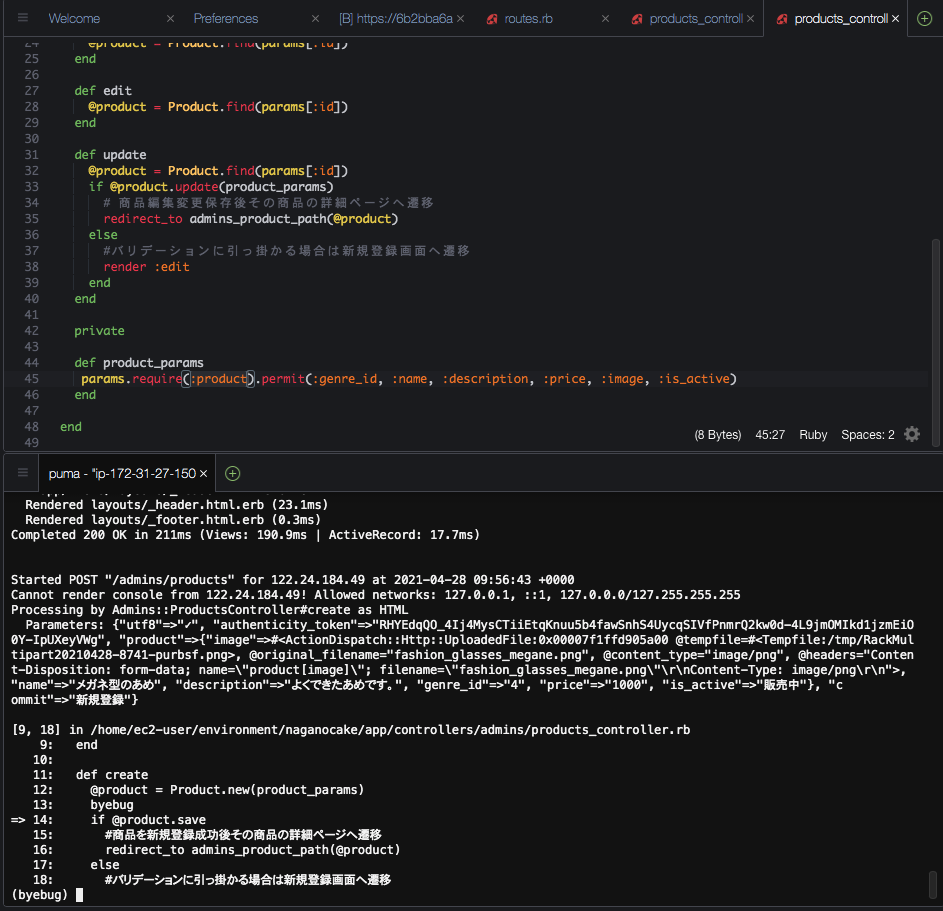 Welcome × Preferences × [B] https://6b2bba6a × routes.rb × products_controll × products_controll ×
24 @product = Product.find(params[:id])
25 end
26
27 def edit
28 @product = Product.find(params[:id])
29 end
30
31 def update
32 @product = Product.find(params[:id])
33 if @product.update(product_params)
34 # 商品編集変更保存後その商品の詳細ページへ遷移
35 redirect_to admins_product_path(@product)
36 else
37 #バリデーションに引っ掛かる場合は新規登録画面へ遷移
38 render :edit
39 end
40 end
41
42 private
43
44 def product_params
45 params.require(:product).permit(:genre_id, :name, :description, :price, :image, :is_active)
46 end
47
48 end
49
(8 Bytes) 45:27 Ruby Spaces: 2
puma - "ip-172-31-27-150 ×
Rendered layouts/_header.html.erb (23.1ms)
Rendered layouts/_footer.html.erb (0.3ms)
Completed 200 OK in 211ms (Views: 190.9ms | ActiveRecord: 17.7ms)
Started POST "/admins/products" for 122.24.184.49 at 2021-04-28 09:56:43 +0000
Cannot render console from 122.24.184.49! Allowed networks: 127.0.0.1, ::1, 127.0.0.0/127.255.255.255
Processing by Admins::ProductsController#create as HTML
Parameters: {"utf8"=>"✓", "authenticity_token"=>"RHYEdqQO_4Ij4MysCTiiEtqKnuu5b4fawSnhS4UycqSIVfPnmrQ2kw0d-4L9jmOMIkd1jzmEiO
0Y-IpUXeyVWg", "product"=>{"image"=>#<ActionDispatch::Http::UploadedFile:0x00007f1ffd905a00 @tempfile=#<Tempfile:/tmp/RackMul
tipart20210428-8741-purbsf.png>, @original_filename="fashion_glasses_megane.png", @content_type="image/png", @headers="Conten
t-Disposition: form-data; name=\"product[image]\"; filename=\"fashion_glasses_megane.png\"\r\nContent-Type: image/png\r\n">,
"name"=>"メガネ型のあめ", "description"=>"よくできたあめです。", "genre_id"=>"4", "price"=>"1000", "is_active"=>"販売中"}, "c
ommit"=>"新規登録"}
[9, 18] in /home/ec2-user/environment/naganocake/app/controllers/admins/products_controller.rb
9: end
10:
11: def create
12: @product = Product.new(product_params)
13: byebug
=> 14: if @product.save
15: #商品を新規登録成功後その商品の詳細ページへ遷移
16: redirect_to admins_product_path(@product)
17: else
18: #バリデーションに引っ掛かる場合は新規登録画面へ遷移
(byebug)